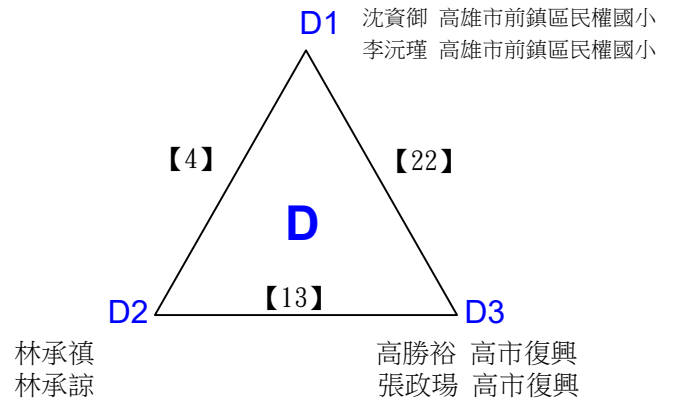 D1
沈資御 高雄市前鎮區民權國小
李沅瑾 高雄市前鎮區民權國小
【4】
【22】
D
【13】
D2
D3
林承禛
林承諒
高勝裕 高市復興
張政瑒 高市復興